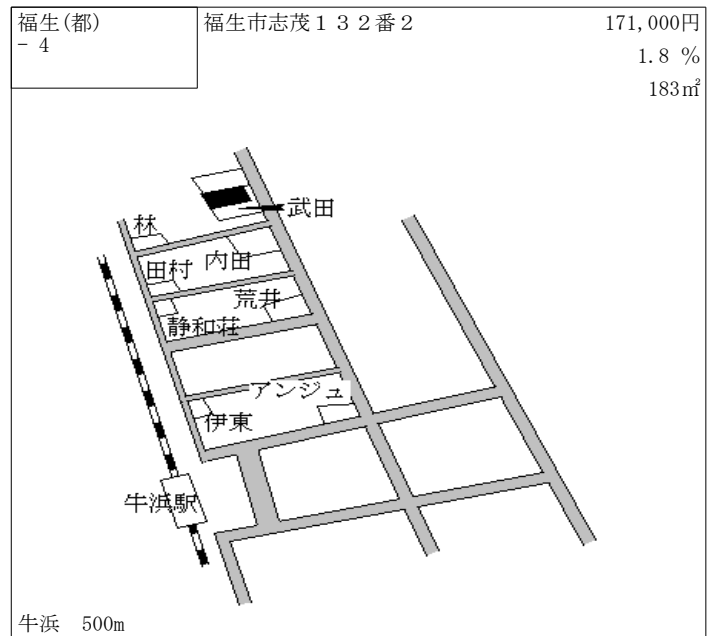 福生(都)
－ 4
福生市志茂１３２番２
171,000円
1.8 %
183㎡
武田
林
内田
田村
荒井
静和荘
アンジュ
伊東
牛浜駅
牛浜　500m